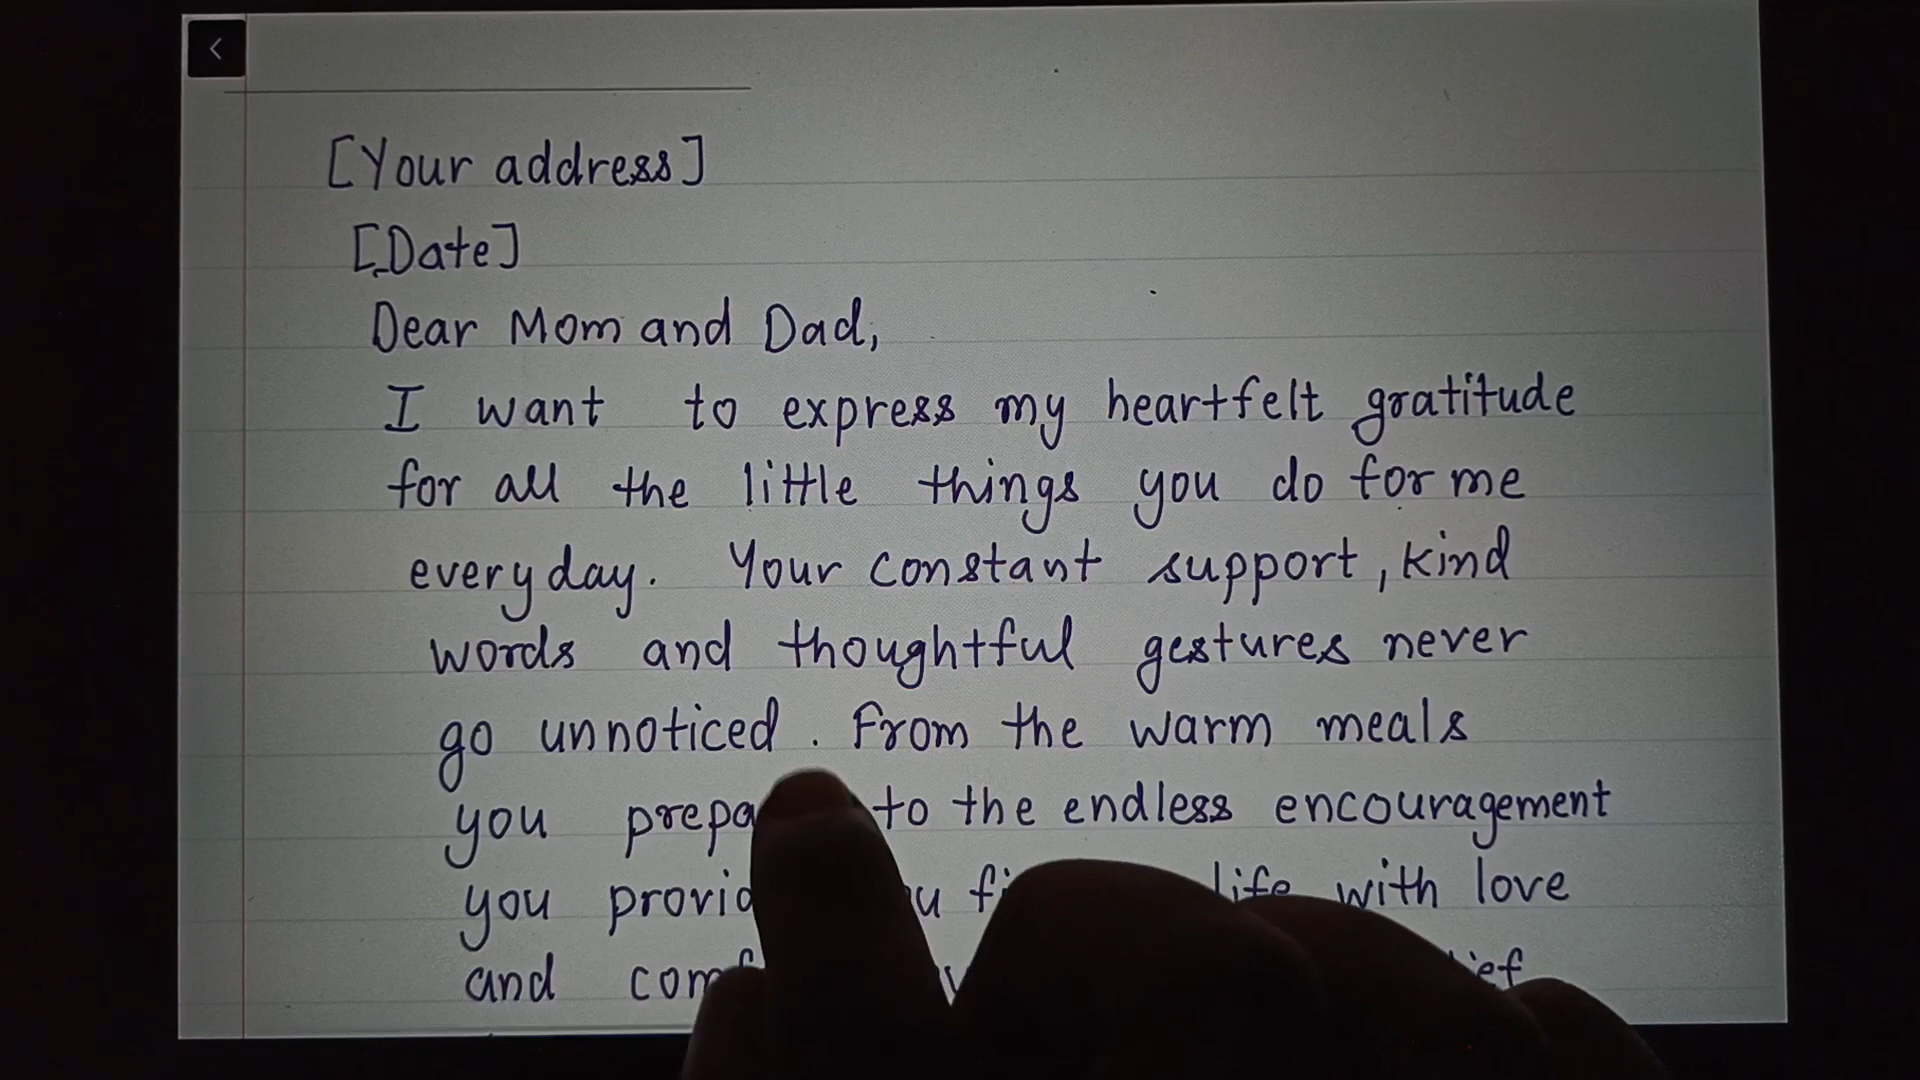 [Your address]
[Date]
Dear Mom and Dad,
I want to express my heartfelt gratitude
for all the little things you do for me
everyday. Your constant support, kind
words and thoughtful gestures never
go unnoticed. From the warm meals
you to the endless encouragement
you life with love
and